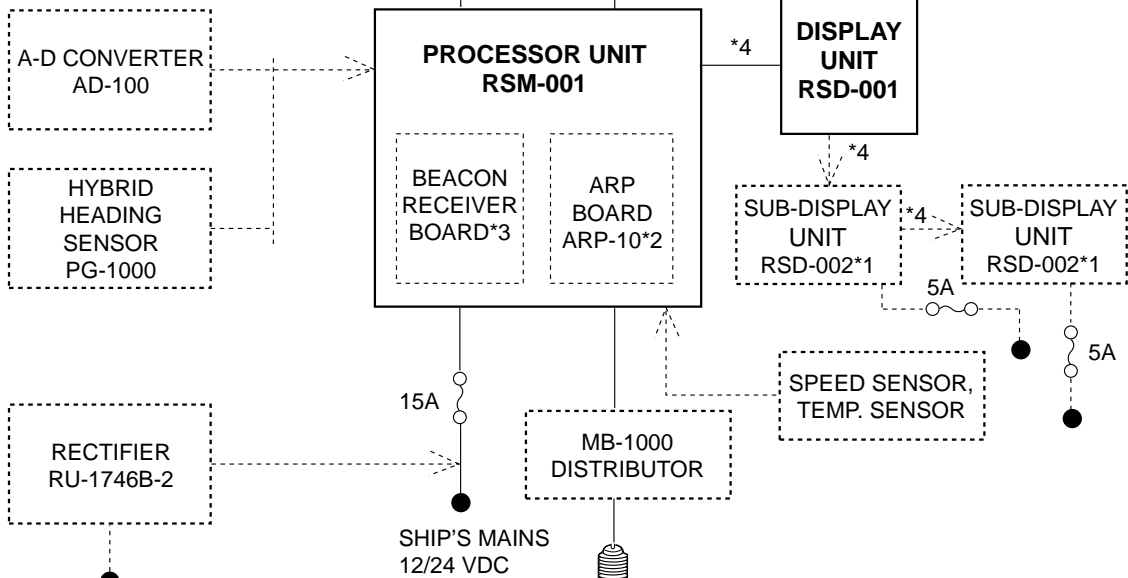 A-D CONVERTER
AD-100
PROCESSOR UNIT
RSM-001
*4
DISPLAY
UNIT
RSD-001
*4
HYBRID
HEADING
SENSOR
PG-1000
BEACON
RECEIVER
BOARD*3
ARP
BOARD
ARP-10*2
SUB-DISPLAY
UNIT
RSD-002*1
*4
SUB-DISPLAY
UNIT
RSD-002*1
5A
5A
15A
SPEED SENSOR,
TEMP. SENSOR
RECTIFIER
RU-1746B-2
MB-1000
DISTRIBUTOR
SHIP'S MAINS
12/24 VDC